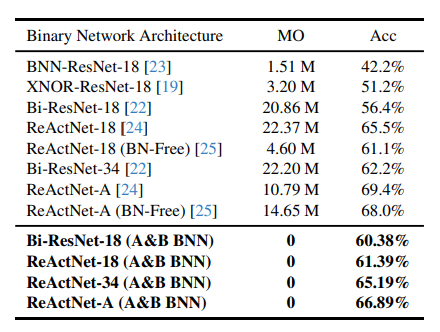 Binary Network Architecture MO Acc
BNN-ResNet-18 [23] 1.51 M 42.2%
XNOR-ResNet-18 [19] 3.20 M 51.2%
Bi-ResNet-18 [22] 20.86 M 56.4%
ReActNet-18 [24] 22.37 M 65.5%
ReActNet-18 (BN-Free) [25] 4.60 M 61.1%
Bi-ResNet-34 [22] 22.20 M 62.2%
ReActNet-A [24] 10.79 M 69.4%
ReActNet-A (BN-Free) [25] 14.65 M 68.0%
Bi-ResNet-18 (A&B BNN) 0 60.38%
ReActNet-18 (A&B BNN) 0 61.39%
ReActNet-34 (A&B BNN) 0 65.19%
ReActNet-A (A&B BNN) 0 66.89%